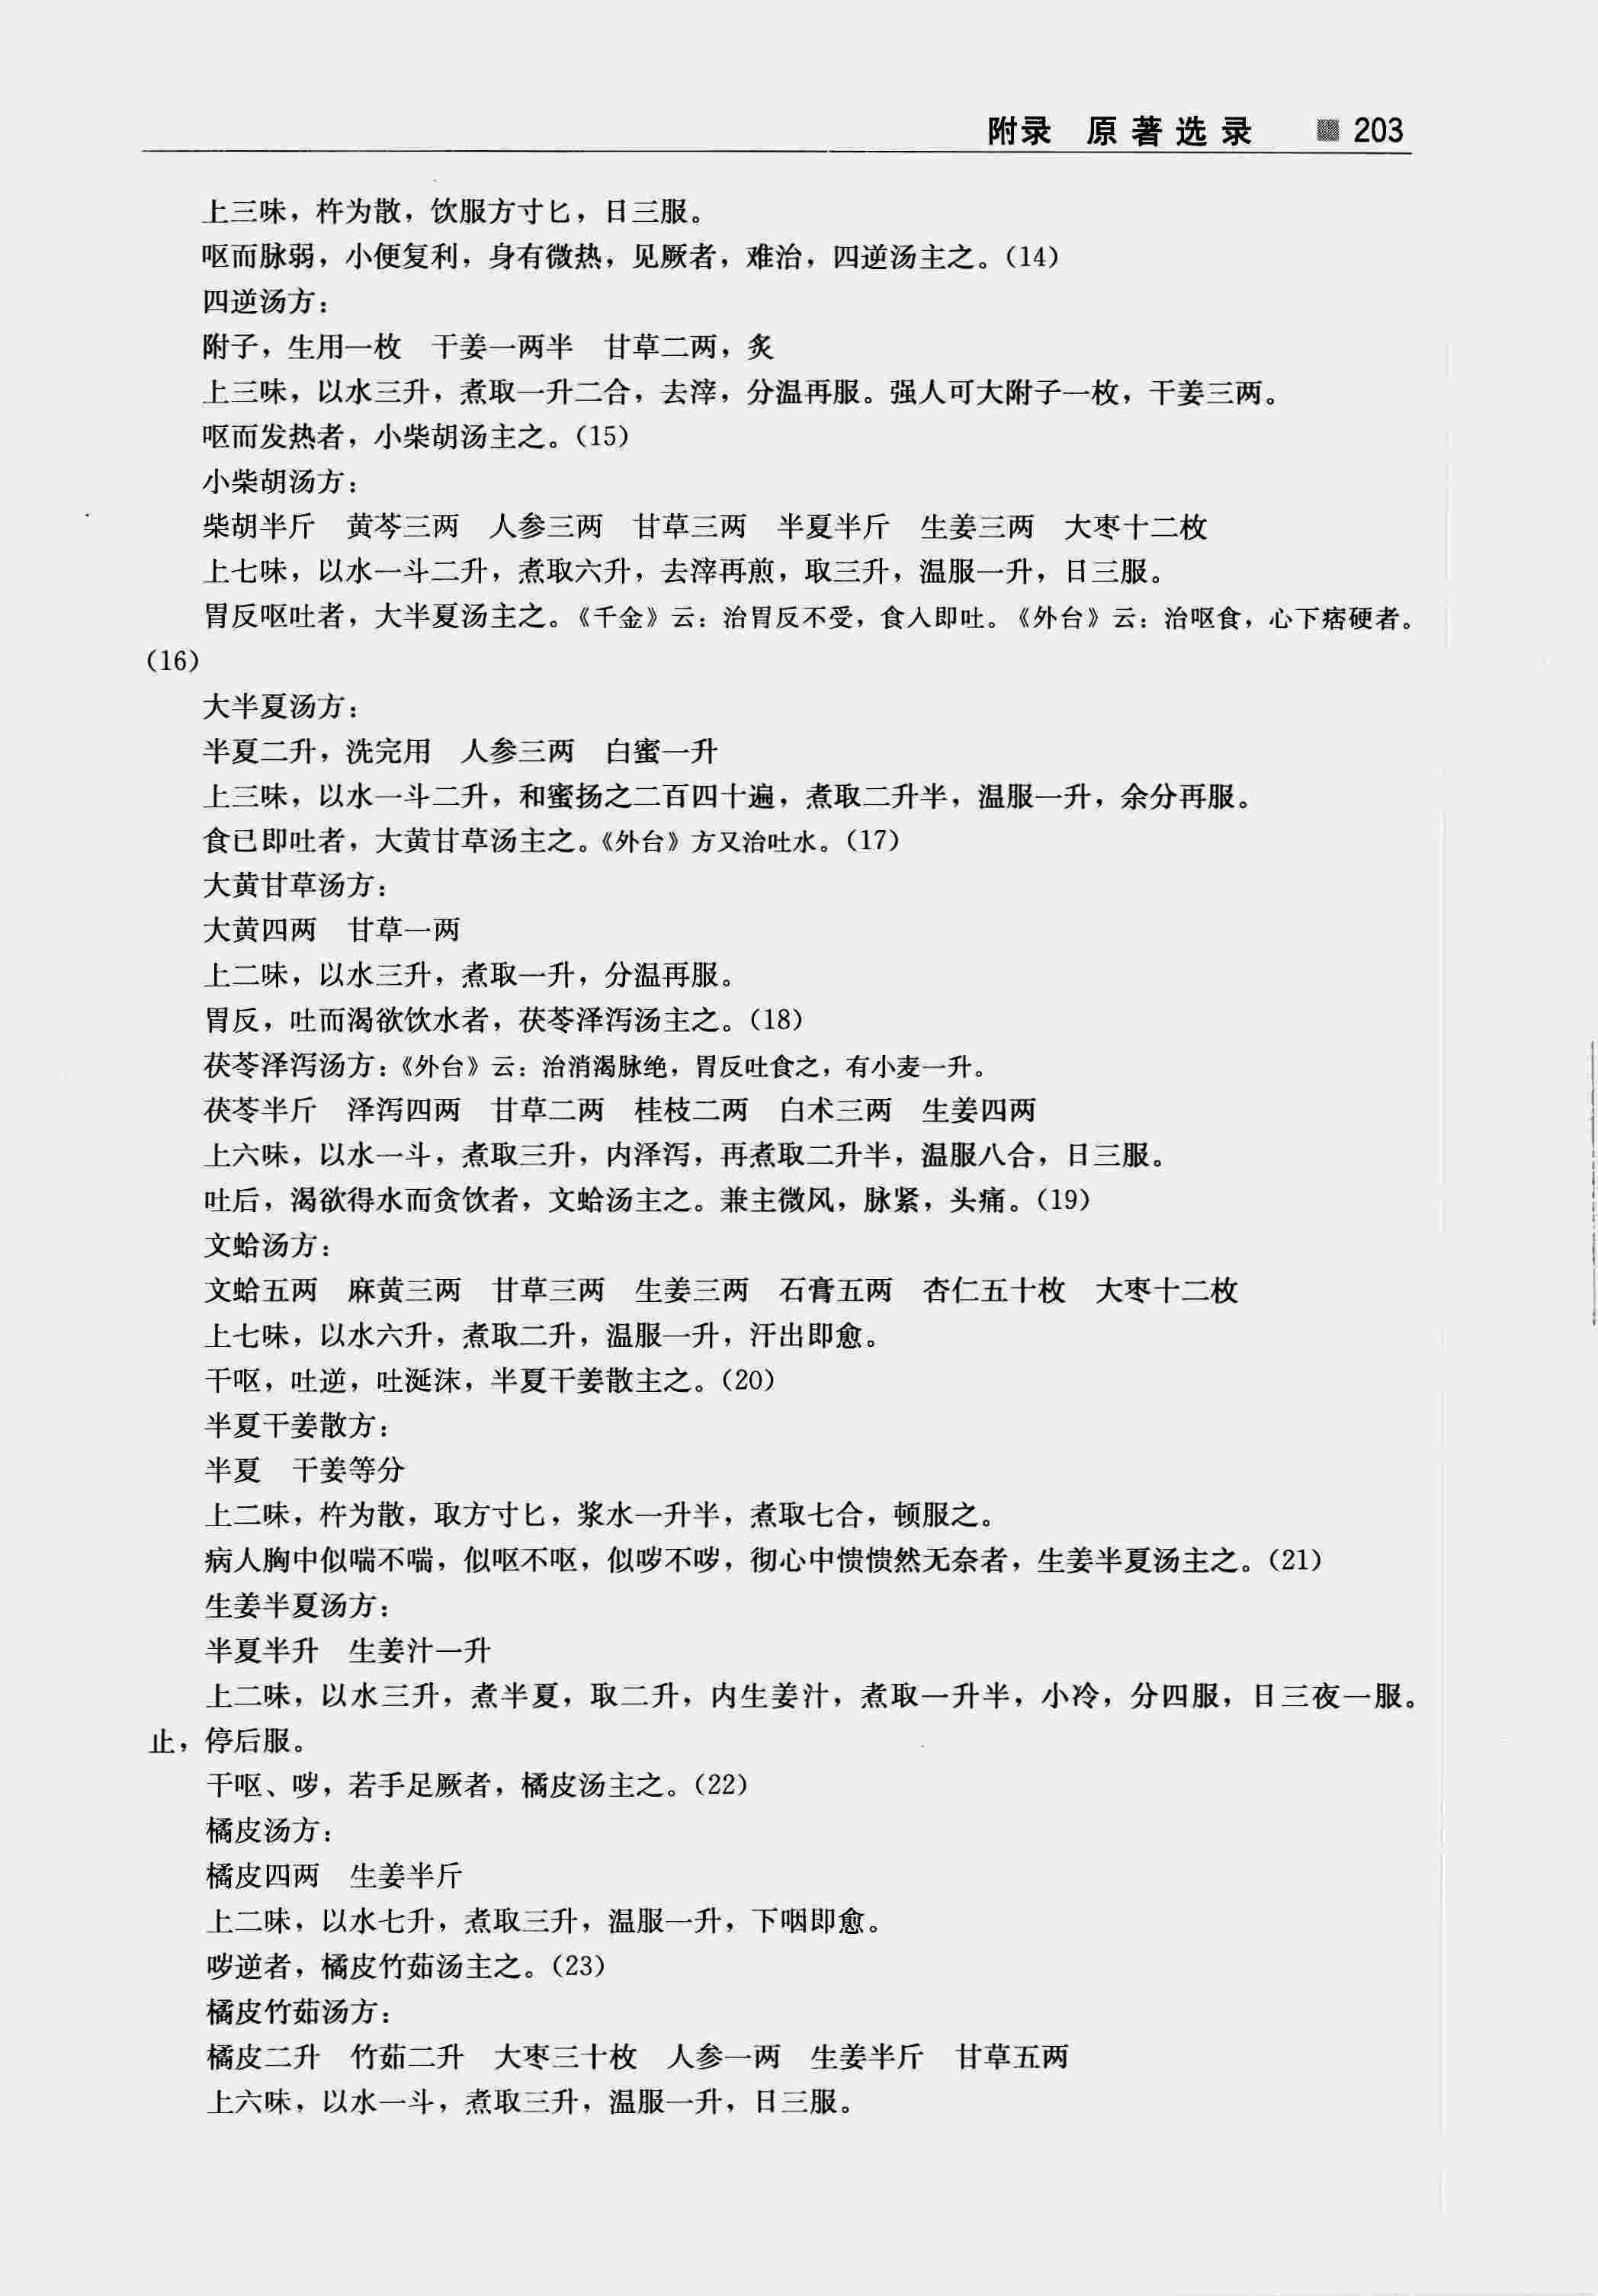 附录 原著选录 203
上三味，杵为散，饮服方寸匕，日三服。
呕而脉弱，小便复利，身有微热，见厥者，难治，四逆汤主之。（14）
四逆汤方：
附子，生用一枚 干姜一两半 甘草二两，炙
上三味，以水三升，煮取一升二合，去滓，分温再服。强人可大附子一枚，干姜三两。
呕而发热者，小柴胡汤主之。（15）
小柴胡汤方：
柴胡半斤 黄芩三两 人参三两 甘草三两 半夏半斤 生姜三两 大枣十二枚
上七味，以水一斗二升，煮取六升，去滓再煎，取三升，温服一升，日三服。
胃反呕吐者，大半夏汤主之。《千金》云：治胃反不受，食入即吐。《外台》云：治呕食，心下痞硬者。
（16）
大半夏汤方：
半夏二升，洗完用 人参三两 白蜜一升
上三味，以水一斗二升，和蜜扬之二百四十遍，煮取二升半，温服一升，余分再服。
食已即吐者，大黄甘草汤主之。《外台》方又治吐水。（17）
大黄甘草汤方：
大黄四两 甘草一两
上二味，以水三升，煮取一升，分温再服。
胃反，吐而渴欲饮水者，茯苓泽泻汤主之。（18）
茯苓泽泻汤方：《外台》云：治消渴脉绝，胃反吐食之，有小麦一升。
茯苓半斤 泽泻四两 甘草二两 桂枝二两 白术三两 生姜四两
上六味，以水一斗，煮取三升，内泽泻，再煮取二升半，温服八合，日三服。
吐后，渴欲得水而贪饮者，文蛤汤主之。兼主微风，脉紧，头痛。（19）
文蛤汤方：
文蛤五两 麻黄三两 甘草三两 生姜三两 石膏五两 杏仁五十枚 大枣十二枚
上七味，以水六升，煮取二升，温服一升，汗出即愈。
干呕，吐逆，吐涎沫，半夏干姜散主之。（20）
半夏干姜散方：
半夏 干姜等分
上二味，杵为散，取方寸匕，浆水一升半，煮取七合，顿服之。
病人胸中似喘不喘，似呕不呕，似哕不哕，彻心中愦愦然无奈者，生姜半夏汤主之。（21）
生姜半夏汤方：
半夏半升 生姜汁一升
上二味，以水三升，煮半夏，取二升，内生姜汁，煮取一升半，小冷，分四服，日三夜一服。
止，停后服。
干呕、哕，若手足厥者，橘皮汤主之。（22）
橘皮汤方：
橘皮四两 生姜半斤
上二味，以水七升，煮取三升，温服一升，下咽即愈。
哕逆者，橘皮竹茹汤主之。（23）
橘皮竹茹汤方：
橘皮二升 竹茹二升 大枣三十枚 人参一两 生姜半斤 甘草五两
上六味，以水一斗，煮取三升，温服一升，日三服。